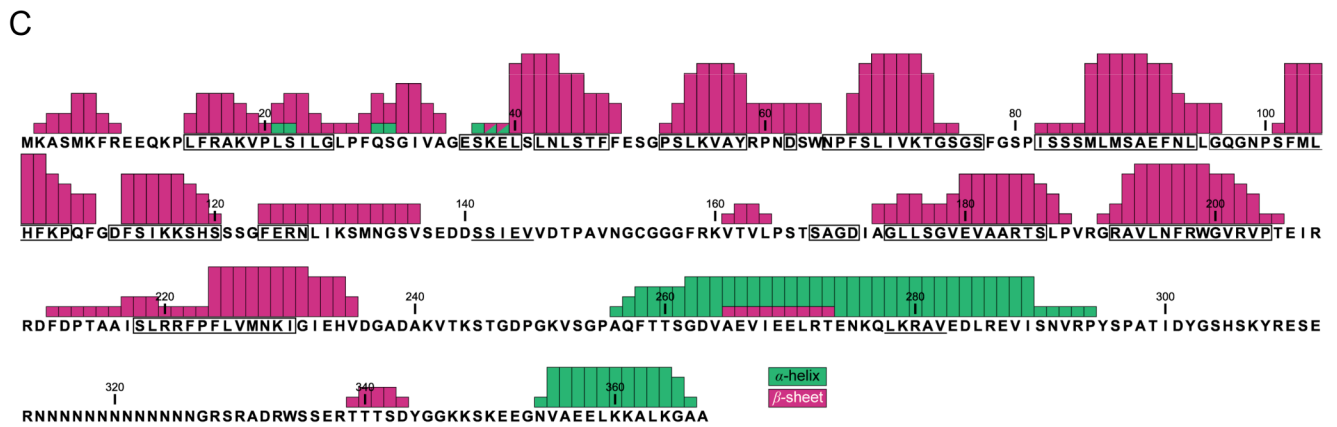 C
20 40 60 80 100
MKASMKFREEQKPLFRAKVPLSILGLPFQSGIVAGESKELSLNLSTFFESGPSLKVAYRPNDSWNPFSLIVKTGSGSFGSPISSSMLMSAEFNLLGQGNPSFML
120 140 160 180 200
HFKPQFGDFSIKKSHSSSGFERNLIKSMNGSVSEDDSSIEVVDTPAVNGCGGGFRKVTVLPSTSAGDIAGLLSGVEVAARTSLPVRGRAVLNFRWGVRVPTEIR
220 240 260 280 300
RDFDPTAAISLRRFPFLVMNKIGIEHVDGADAKVTKSTGDPGKVSGPAQFTTSGDVAEVIEELRTENKQLKRAVEDLREVISNVRPYSPATIDYGSHSKYRESE
320 340 360
RNNNNNNNNNNNNNGRSRADRWSSERTTTSDYGGKKSKEEGNVAEELKKALKGAA
α-helix
β-sheet